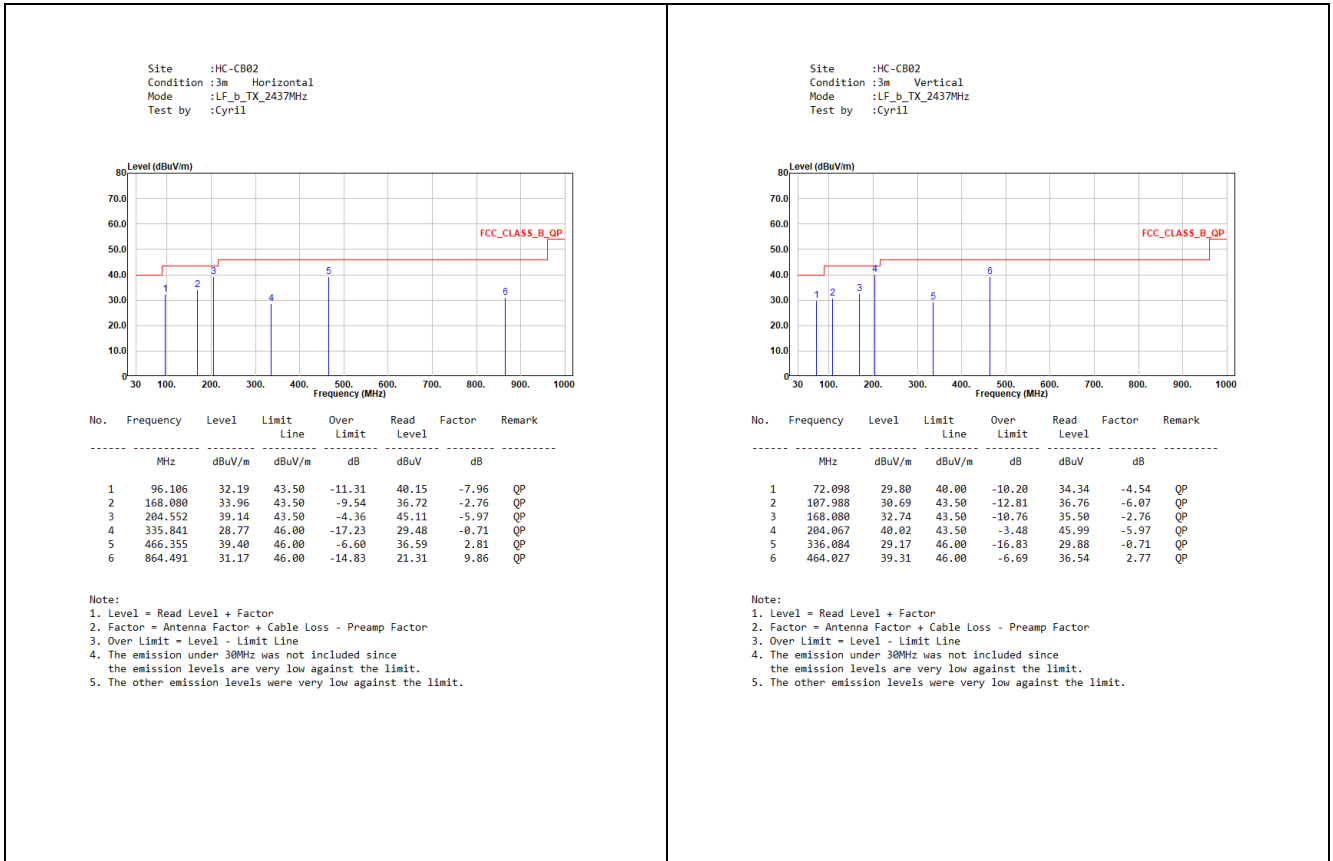 Site      :HC-CB02
Condition :3m    Horizontal
Mode      :LF_b_TX_2437MHz
Test by   :Cyril
Level (dBuV/m)
80
70.0
60.0
FCC_CLASS_B_QP
50.0
40.0
30.0
20.0
10.0
0
1 2 3 4 5 6
30 100. 200. 300. 400. 500. 600. 700. 800. 900. 1000
Frequency (MHz)
No. Frequency Level Limit Over Read Factor Remark
Line Limit Level
------ ----------- -------- -------- --------- --------- -------- ---------
MHz dBuV/m dBuV/m dB dBuV dB
1 96.106 32.19 43.50 -11.31 40.15 -7.96 QP
2 168.080 33.96 43.50 -9.54 36.72 -2.76 QP
3 204.552 39.14 43.50 -4.36 45.11 -5.97 QP
4 335.841 28.77 46.00 -17.23 29.48 -0.71 QP
5 466.355 39.40 46.00 -6.60 36.59 2.81 QP
6 864.491 31.17 46.00 -14.83 21.31 9.86 QP
Note:
1. Level = Read Level + Factor
2. Factor = Antenna Factor + Cable Loss - Preamp Factor
3. Over Limit = Level - Limit Line
4. The emission under 30MHz was not included since
the emission levels are very low against the limit.
5. The other emission levels were very low against the limit.
Site      :HC-CB02
Condition :3m    Vertical
Mode      :LF_b_TX_2437MHz
Test by   :Cyril
Level (dBuV/m)
80
70.0
60.0
FCC_CLASS_B_QP
50.0
40.0
30.0
20.0
10.0
0
1 2 3 4 5 6
30 100. 200. 300. 400. 500. 600. 700. 800. 900. 1000
Frequency (MHz)
No. Frequency Level Limit Over Read Factor Remark
Line Limit Level
------ ----------- -------- -------- --------- --------- -------- ---------
MHz dBuV/m dBuV/m dB dBuV dB
1 72.098 29.80 40.00 -10.20 34.34 -4.54 QP
2 107.988 30.69 43.50 -12.81 36.76 -6.07 QP
3 168.080 32.74 43.50 -10.76 35.50 -2.76 QP
4 204.067 40.02 43.50 -3.48 45.99 -5.97 QP
5 336.084 29.17 46.00 -16.83 29.88 -0.71 QP
6 464.027 39.31 46.00 -6.69 36.54 2.77 QP
Note:
1. Level = Read Level + Factor
2. Factor = Antenna Factor + Cable Loss - Preamp Factor
3. Over Limit = Level - Limit Line
4. The emission under 30MHz was not included since
the emission levels are very low against the limit.
5. The other emission levels were very low against the limit.